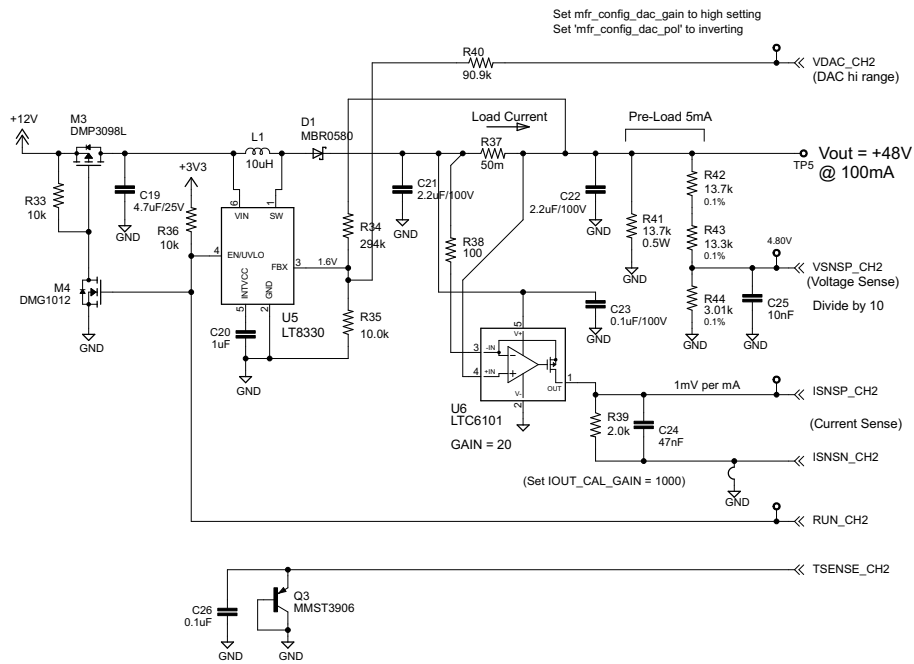 Set mfr_config_dac_gain to high setting
Set 'mfr_config_dac_pol' to inverting
R40
90.9k
VDAC_CH2
(DAC hi range)
+12V
M3
DMP3098L
L1
10uH
D1
MBR0580
Load Current
R37
50m
Pre-Load 5mA
TP5
Vout = +48V
@ 100mA
R33
10k
C19
4.7uF/25V
GND
+3V3
R36
10k
6
1
VIN
SW
4
EN/UVLO
FBX
3
1.6V
INTVCC
GND
5
2
U5
LT8330
R34
294k
R35
10.0k
C20
1uF
GND
C21
2.2uF/100V
GND
R38
100
C22
2.2uF/100V
GND
R41
13.7k
0.5W
GND
R42
13.7k
0.1%
R43
13.3k
0.1%
4.80V
VSNSP_CH2
(Voltage Sense)
Divide by 10
R44
3.01k
0.1%
C25
10nF
GND
M4
DMG1012
GND
C23
0.1uF/100V
GND
5
V+
3
-IN
4
+IN
V-
2
OUT
1
U6
LTC6101
GAIN = 20
GND
1mV per mA
ISNSP_CH2
R39
2.0k
C24
47nF
(Current Sense)
ISNSN_CH2
(Set IOUT_CAL_GAIN = 1000)
GND
RUN_CH2
TSENSE_CH2
C26
0.1uF
GND
Q3
MMST3906
GND